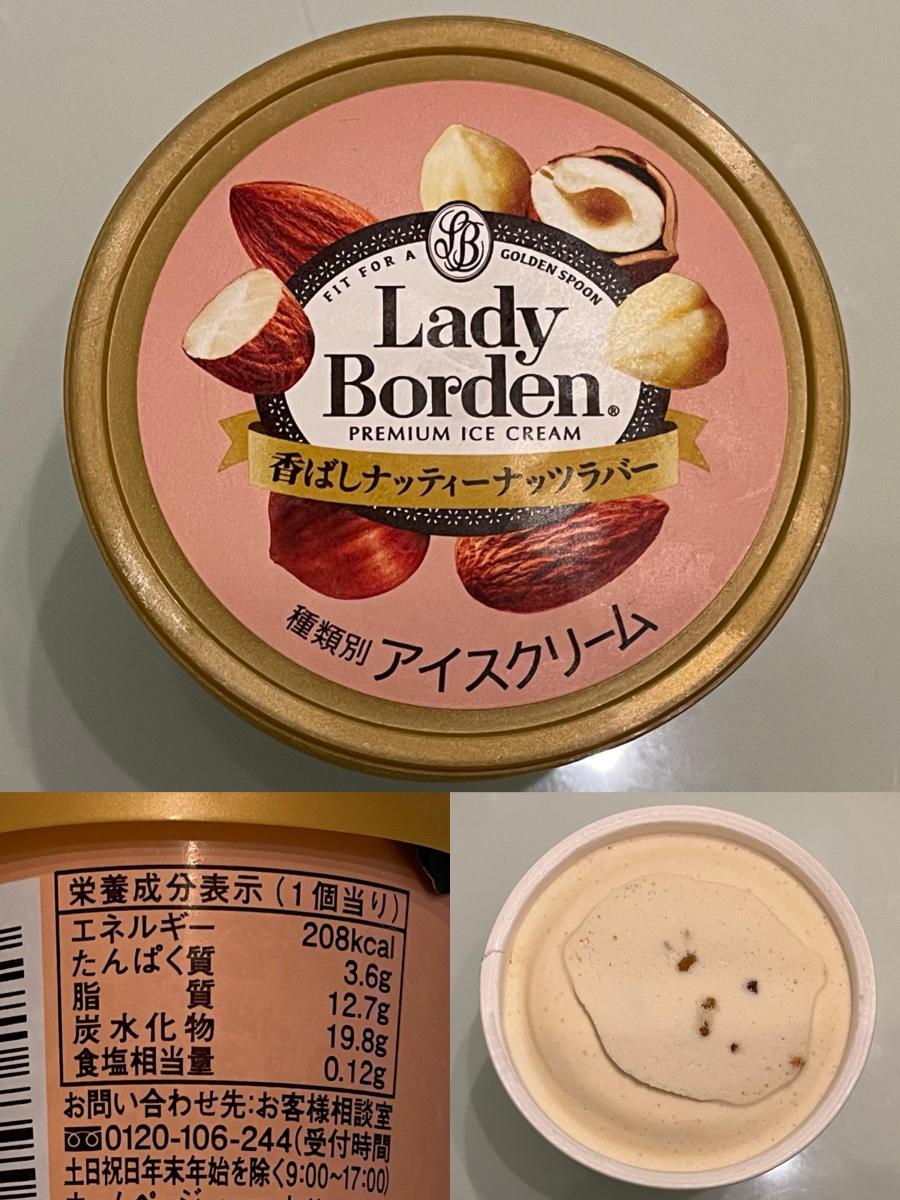 LB
FIT FOR A GOLDEN SPOON
Lady
Borden®
PREMIUM ICE CREAM
香ばしナッティーナッツラバー
種類別 アイスクリーム
栄養成分表示(1個当り)
エネルギー 208kcal
たんぱく質 3.6g
脂質 12.7g
炭水化物 19.8g
食塩相当量 0.12g
お問い合わせ先:お客様相談室
0120-106-244(受付時間
土日祝日年末年始を除く9:00~17:00)